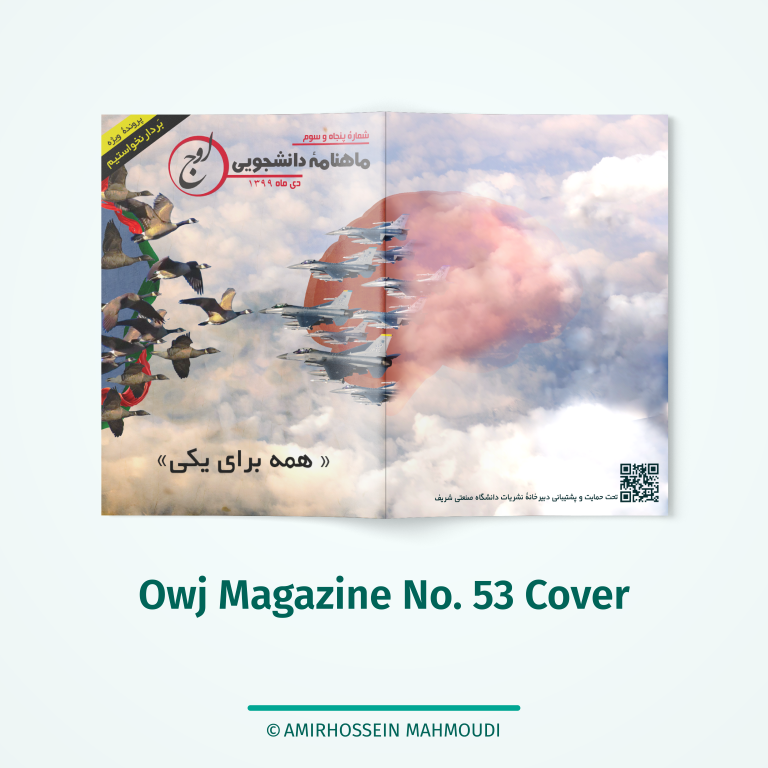 پروندهٔ ویژه
بَردار نخواستیم
اوج
شمارهٔ پنجاه و سوم
ماهنامهٔ دانشجویی
دی ماه ۱۳۹۹
« همه برای یکی»
تحت حمایت و پشتیبانی دبیرخانهٔ نشریات دانشگاه صنعتی شریف
Owj Magazine No. 53 Cover
© AMIRHOSSEIN MAHMOUDI